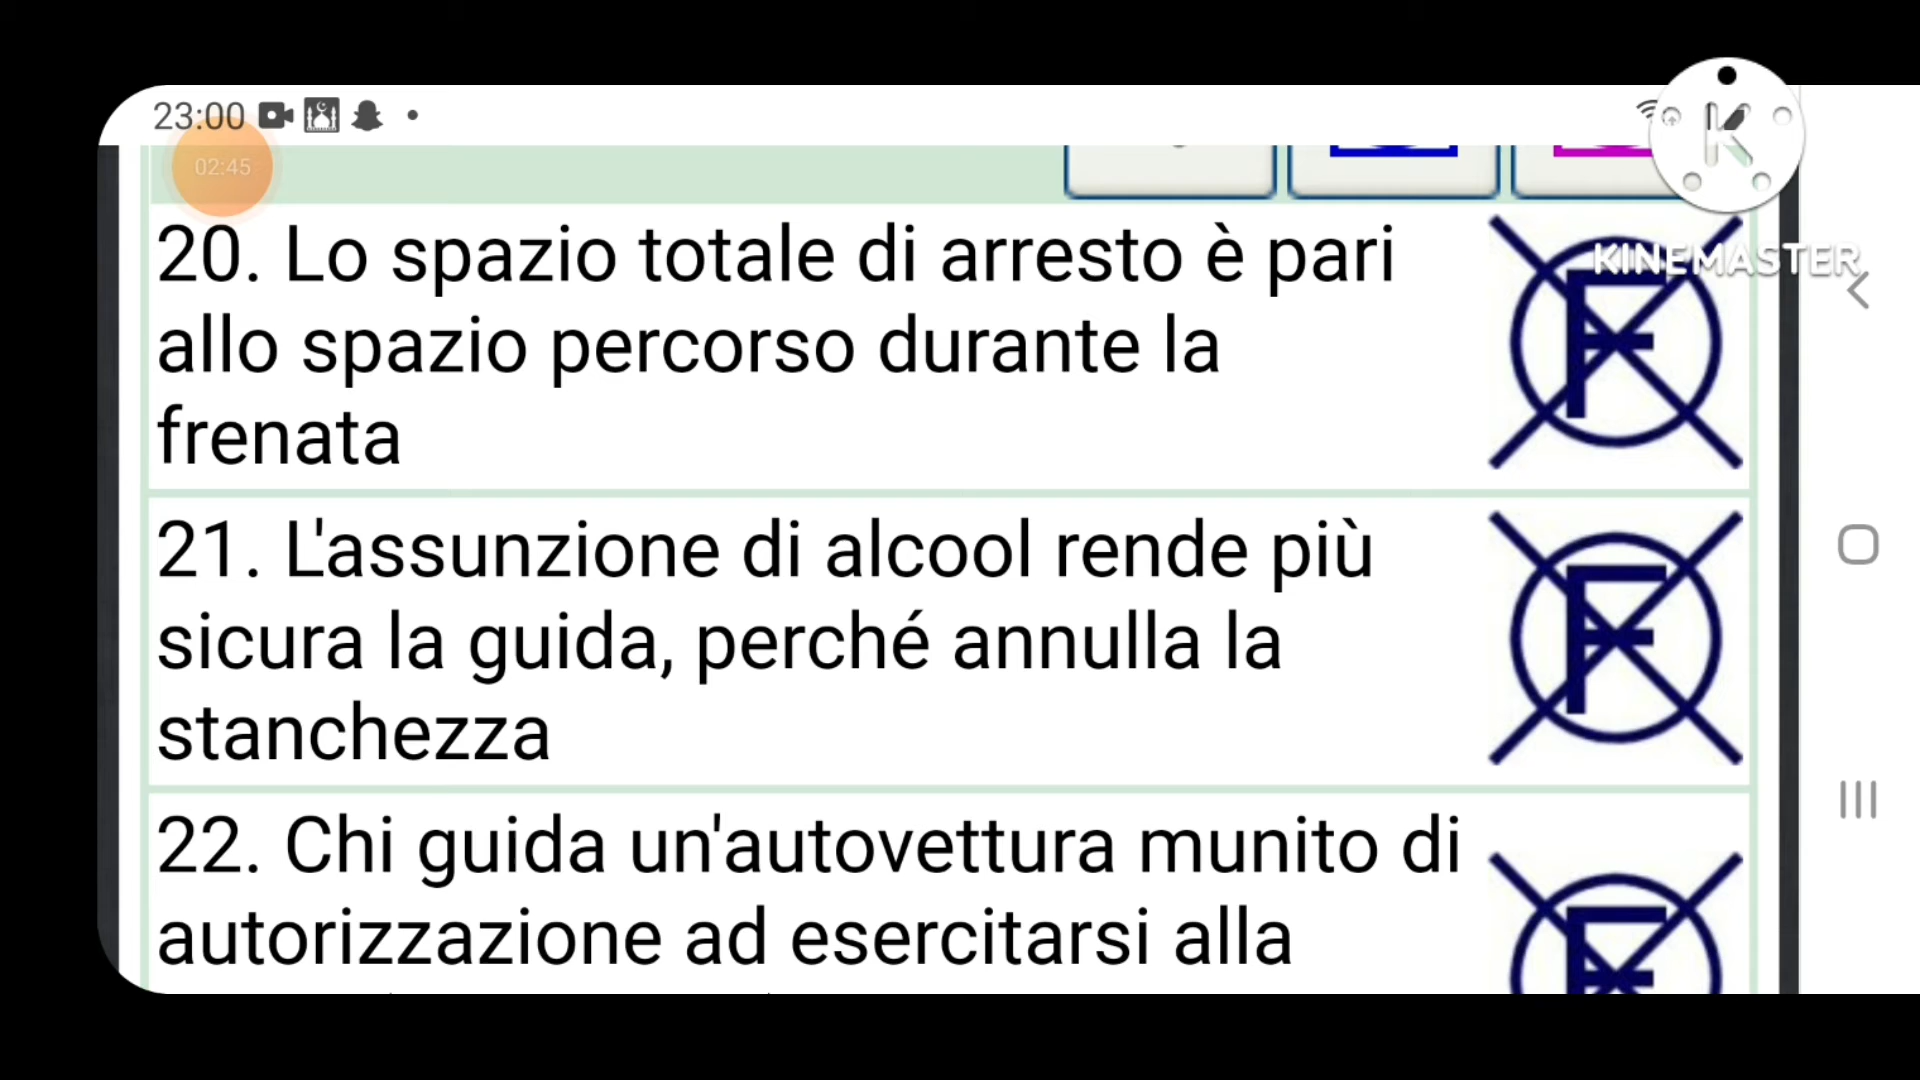 23:00
02:45
K
KINEMASTER
20. Lo spazio totale di arresto è pari
allo spazio percorso durante la
frenata
F
21. L'assunzione di alcool rende più
sicura la guida, perché annulla la
stanchezza
F
22. Chi guida un'autovettura munito di
autorizzazione ad esercitarsi alla
F